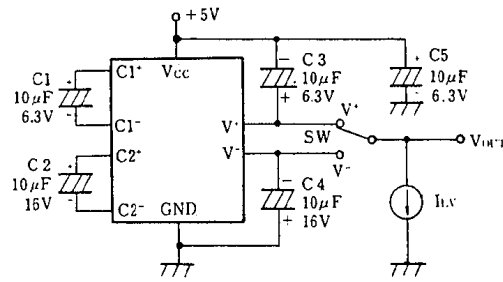 +5V
C1
10μF
6.3V
+
-
C1⁺
C1⁻
C2
10μF
16V
+
-
C2⁺
C2⁻
Vcc
V⁺
V⁻
GND
-
+
C3
10μF
6.3V
+
-
C5
10μF
6.3V
V⁺
SW
V⁻
-
+
C4
10μF
16V
VOUT
IL.V